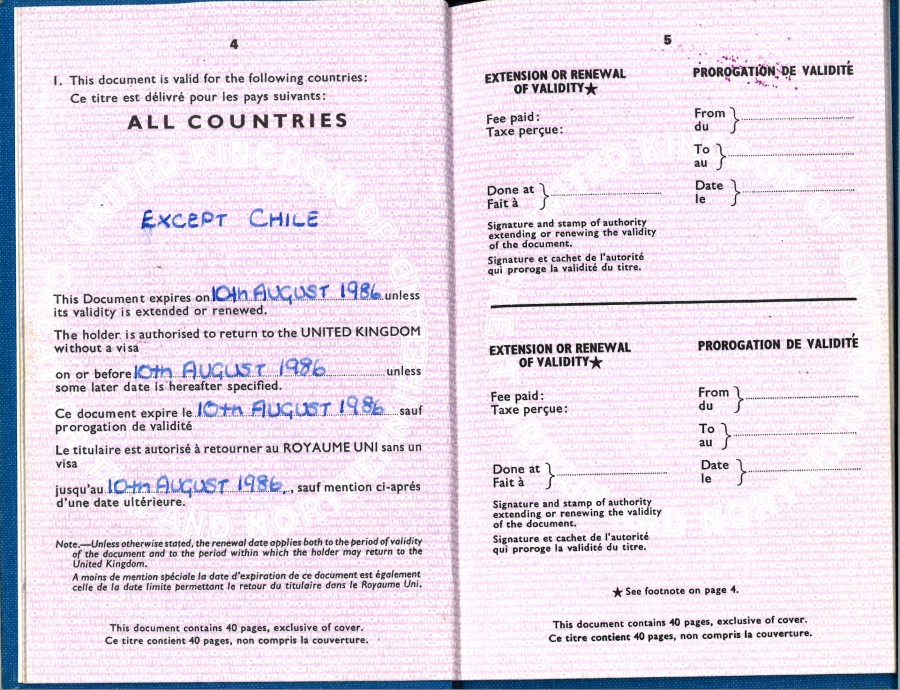 4
1. This document is valid for the following countries:
Ce titre est délivré pour les pays suivants:
ALL COUNTRIES
EXCEPT CHILE
This Document expires on 10th AUGUST 1986 unless
its validity is extended or renewed.
The holder is authorised to return to the UNITED KINGDOM
without a visa
on or before 10th AUGUST 1986 unless
some later date is hereafter specified.
Ce document expire le 10th AUGUST 1986 sauf
prorogation de validité
Le titulaire est autorisé à retourner au ROYAUME UNI sans un
visa
jusqu'au 10th AUGUST 1986, sauf mention ci-aprés
d'une date ultérieure.
Note.—Unless otherwise stated, the renewal date applies both to the period of validity
of the document and to the period within which the holder may return to the
United Kingdom.
A moins de mention spéciale la date d'expiration de ce document est également
celle de la date limite permettant le retour du titulaire dans le Royaume Uni.
This document contains 40 pages, exclusive of cover.
Ce titre contient 40 pages, non compris la couverture.
5
EXTENSION OR RENEWAL PROROGATION DE VALIDITÉ
OF VALIDITY★
Fee paid: From
Taxe perçue: du
To
au
Done at Date
Fait à le
Signature and stamp of authority
extending or renewing the validity
of the document.
Signature et cachet de l'autorité
qui proroge la validité du titre.
EXTENSION OR RENEWAL PROROGATION DE VALIDITÉ
OF VALIDITY★
Fee paid: From
Taxe perçue: du
To
au
Done at Date
Fait à le
Signature and stamp of authority
extending or renewing the validity
of the document.
Signature et cachet de l'autorité
qui proroge la validité du titre.
★ See footnote on page 4.
This document contains 40 pages, exclusive of cover.
Ce titre contient 40 pages, non compris la couverture.